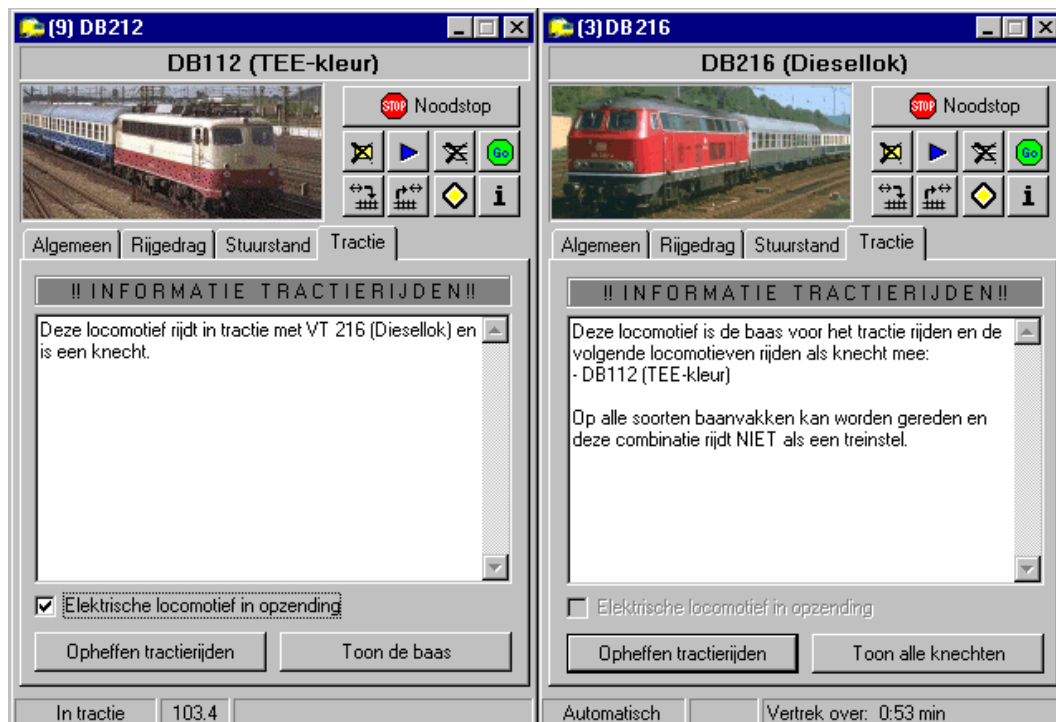 (9) DB212
DB112 (TEE-kleur)
STOP Noodstop
Go
i
Algemeen Rijgedrag Stuurstand Tractie
!! INFORMATIE TRACTIERIJDEN!!
Deze locomotief rijdt in tractie met VT 216 (Diesellok) en
is een knecht.
Elektrische locomotief in opzending
Opheffen tractierijden Toon de baas
In tractie 103.4
(3)DB216
DB216 (Diesellok)
STOP Noodstop
Go
i
Algemeen Rijgedrag Stuurstand Tractie
!! INFORMATIE TRACTIERIJDEN!!
Deze locomotief is de baas voor het tractie rijden en de
volgende locomotieven rijden als knecht mee:
- DB112 (TEE-kleur)
Op alle soorten baanvakken kan worden gereden en
deze combinatie rijdt NIET als een treinstel.
Elektrische locomotief in opzending
Opheffen tractierijden Toon alle knechten
Automatisch Vertrek over: 0:53 min